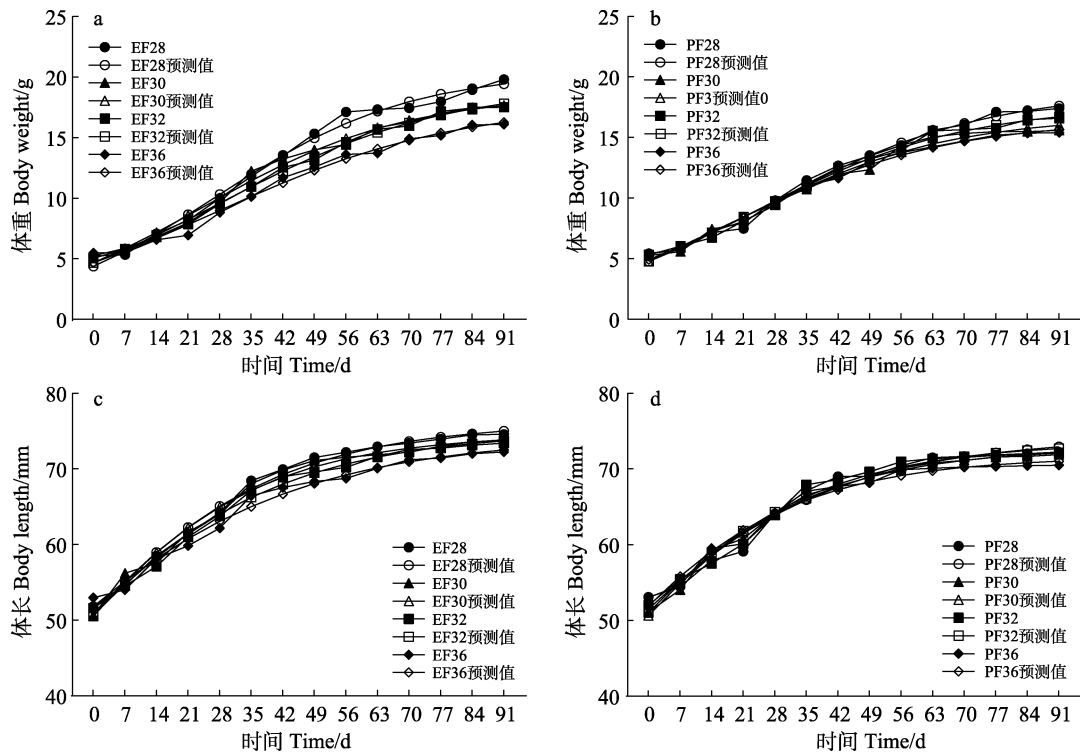 a
体重 Body weight/g
25
20
15
10
5
0
EF28
EF28预测值
EF30
EF30预测值
EF32
EF32预测值
EF36
EF36预测值
0 7 14 21 28 35 42 49 56 63 70 77 84 91
时间 Time/d
b
体重 Body weight/g
25
20
15
10
5
0
PF28
PF28预测值
PF30
PF3预测值0
PF32
PF32预测值
PF36
PF36预测值
0 7 14 21 28 35 42 49 56 63 70 77 84 91
时间 Time/d
c
体长 Body length/mm
80
70
60
50
40
EF28
EF28预测值
EF30
EF30预测值
EF32
EF32预测值
EF36
EF36预测值
0 7 14 21 28 35 42 49 56 63 70 77 84 91
时间 Time/d
d
体长 Body length/mm
80
70
60
50
40
PF28
PF28预测值
PF30
PF30预测值
PF32
PF32预测值
PF36
PF36预测值
0 7 14 21 28 35 42 49 56 63 70 77 84 91
时间 Time/d